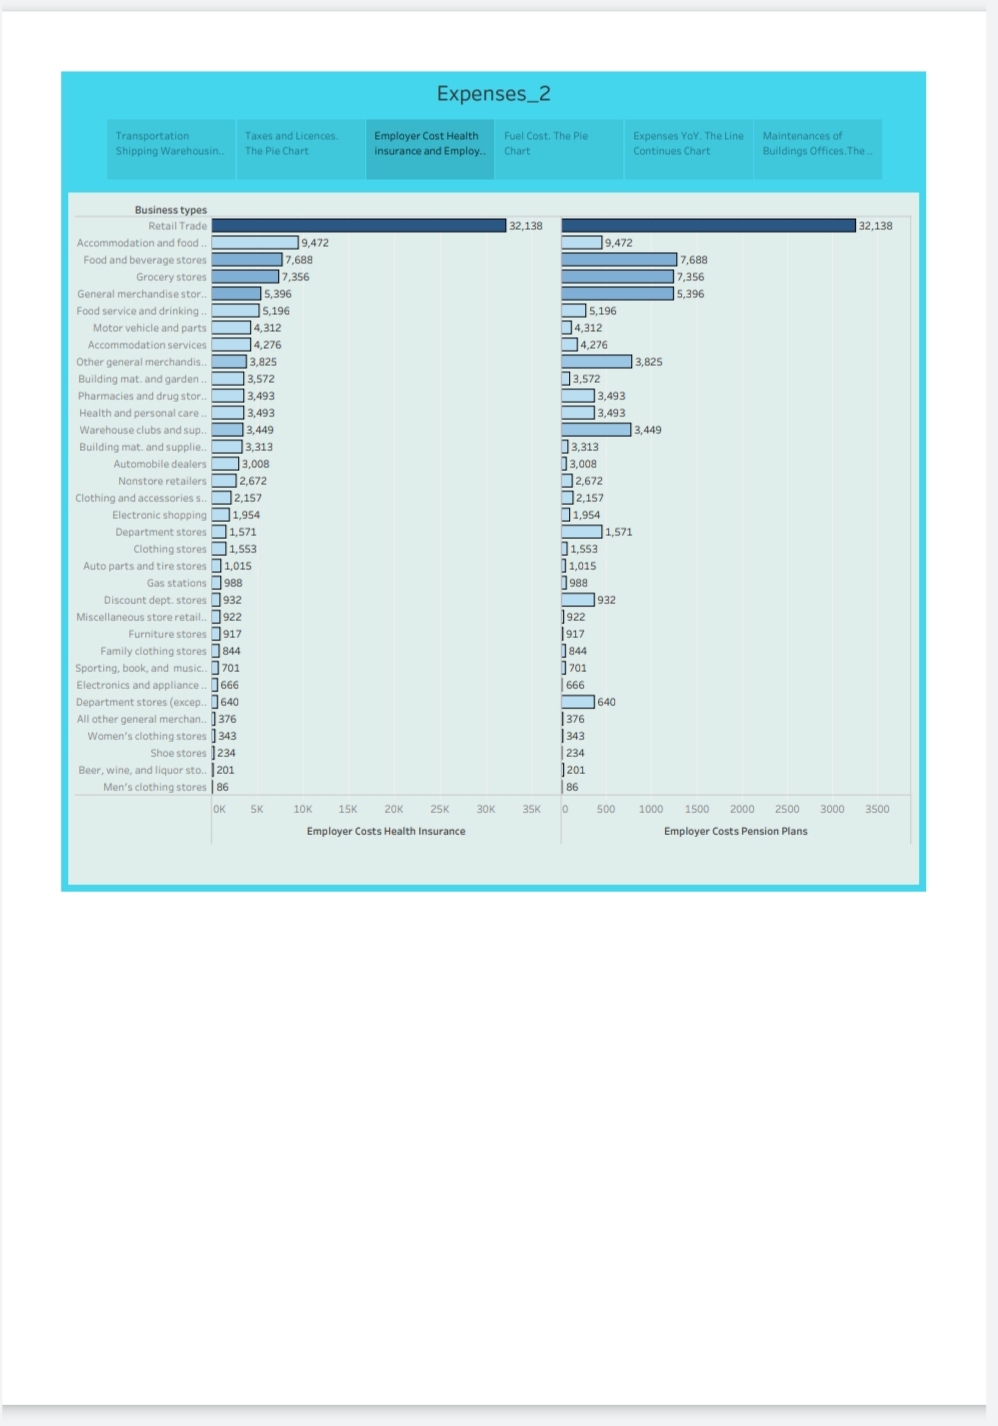 Expenses_2
Transportation
Shipping Warehousin..
Taxes and Licences.
The Pie Chart
Employer Cost Health
insurance and Employ..
Fuel Cost. The Pie
Chart
Expenses YoY. The Line
Continues Chart
Maintenances of
Buildings Offices.The ..
Business types
Retail Trade 32,138 32,138
Accommodation and food .. 9,472 9,472
Food and beverage stores 7,688 7,688
Grocery stores 7,356 7,356
General merchandise stor.. 5,396 5,396
Food service and drinking .. 5,196 5,196
Motor vehicle and parts 4,312 4,312
Accommodation services 4,276 4,276
Other general merchandis.. 3,825 3,825
Building mat. and garden .. 3,572 3,572
Pharmacies and drug stor.. 3,493 3,493
Health and personal care .. 3,493 3,493
Warehouse clubs and sup.. 3,449 3,449
Building mat. and supplie.. 3,313 3,313
Automobile dealers 3,008 3,008
Nonstore retailers 2,672 2,672
Clothing and accessories s.. 2,157 2,157
Electronic shopping 1,954 1,954
Department stores 1,571 1,571
Clothing stores 1,553 1,553
Auto parts and tire stores 1,015 1,015
Gas stations 988 988
Discount dept. stores 932 932
Miscellaneous store retail.. 922 922
Furniture stores 917 917
Family clothing stores 844 844
Sporting, book, and music.. 701 701
Electronics and appliance .. 666 666
Department stores (excep.. 640 640
All other general merchan.. 376 376
Women's clothing stores 343 343
Shoe stores 234 234
Beer, wine, and liquor sto.. 201 201
Men's clothing stores 86 86
0K 5K 10K 15K 20K 25K 30K 35K 0 500 1000 1500 2000 2500 3000 3500
Employer Costs Health Insurance Employer Costs Pension Plans